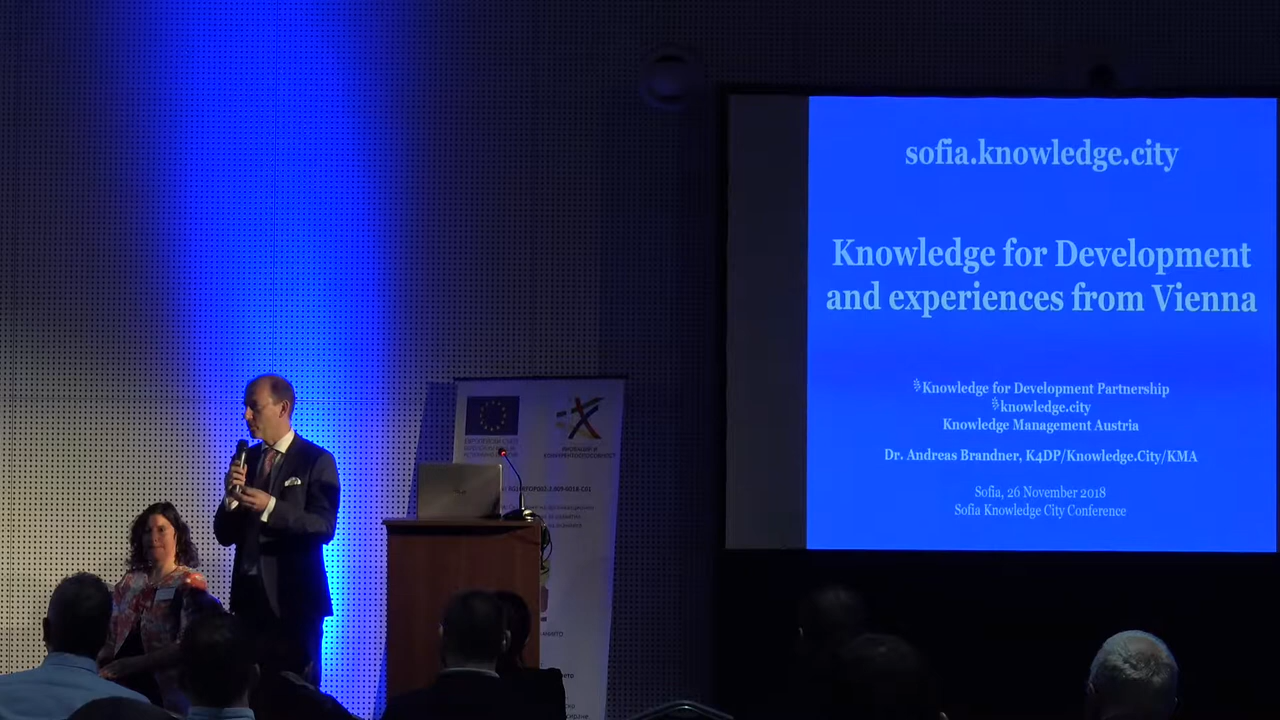 sofia.knowledge.city
Knowledge for Development
and experiences from Vienna
Knowledge for Development Partnership
knowledge.city
Knowledge Management Austria
Dr. Andreas Brandner, K4DP/Knowledge.City/KMA
Sofia, 26 November 2018
Sofia Knowledge City Conference
ИНОВАЦИИ И